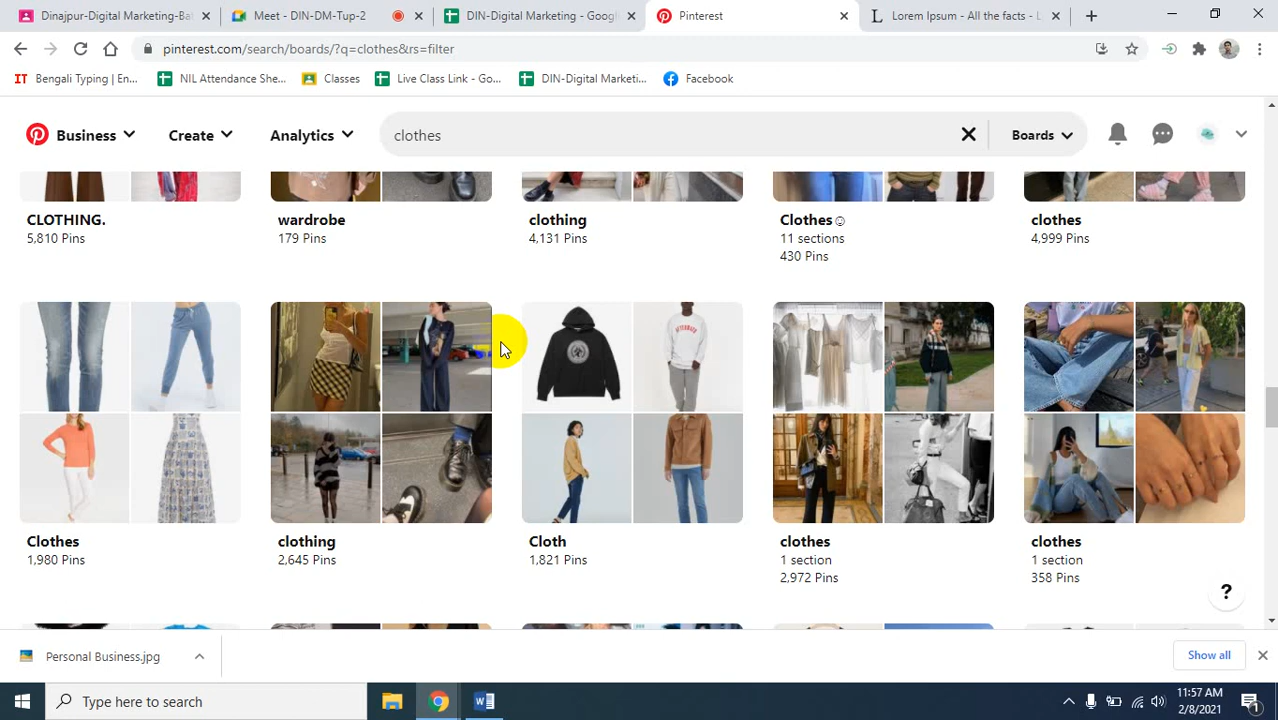 Dinajpur-Digital Marketing-Bat
Meet - DIN-DM-Tup-2
DIN-Digital Marketing - Googl
Pinterest
Lorem Ipsum - All the facts -
pinterest.com/search/boards/?q=clothes&rs=filter
Bengali Typing | En...
NIL Attendance She...
Classes
Live Class Link - Go...
DIN-Digital Marketi...
Facebook
Business
Create
Analytics
clothes
Boards
CLOTHING.
5,810 Pins
wardrobe
179 Pins
clothing
4,131 Pins
Clothes☺
11 sections
430 Pins
clothes
4,999 Pins
Clothes
1,980 Pins
clothing
2,645 Pins
Cloth
1,821 Pins
clothes
1 section
2,972 Pins
clothes
1 section
358 Pins
?
Personal Business.jpg
Show all
Type here to search
11:57 AM
2/8/2021